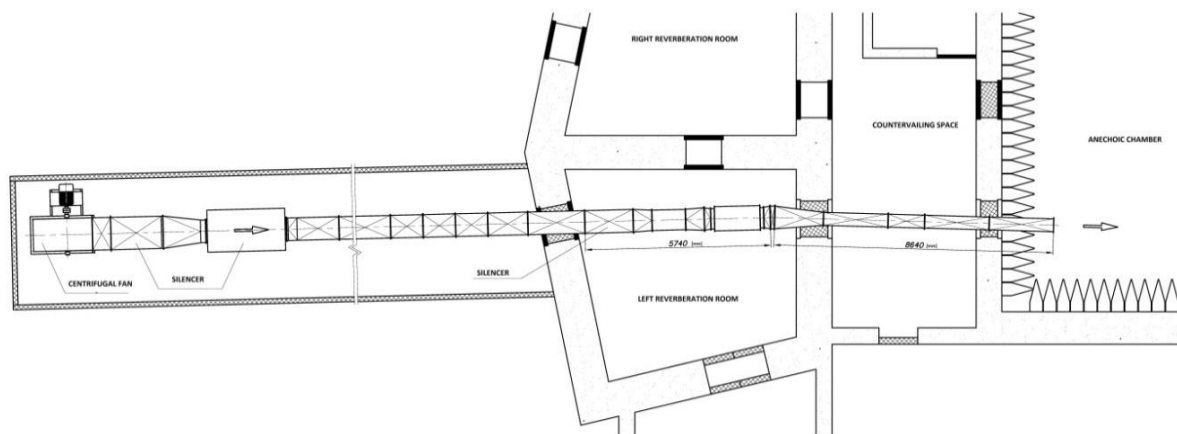 RIGHT REVERBERATION ROOM
COUNTERVAILING SPACE
ANECHOIC CHAMBER
5740 [mm]
8640 [mm]
CENTRIFUGAL FAN
SILENCER
SILENCER
LEFT REVERBERATION ROOM